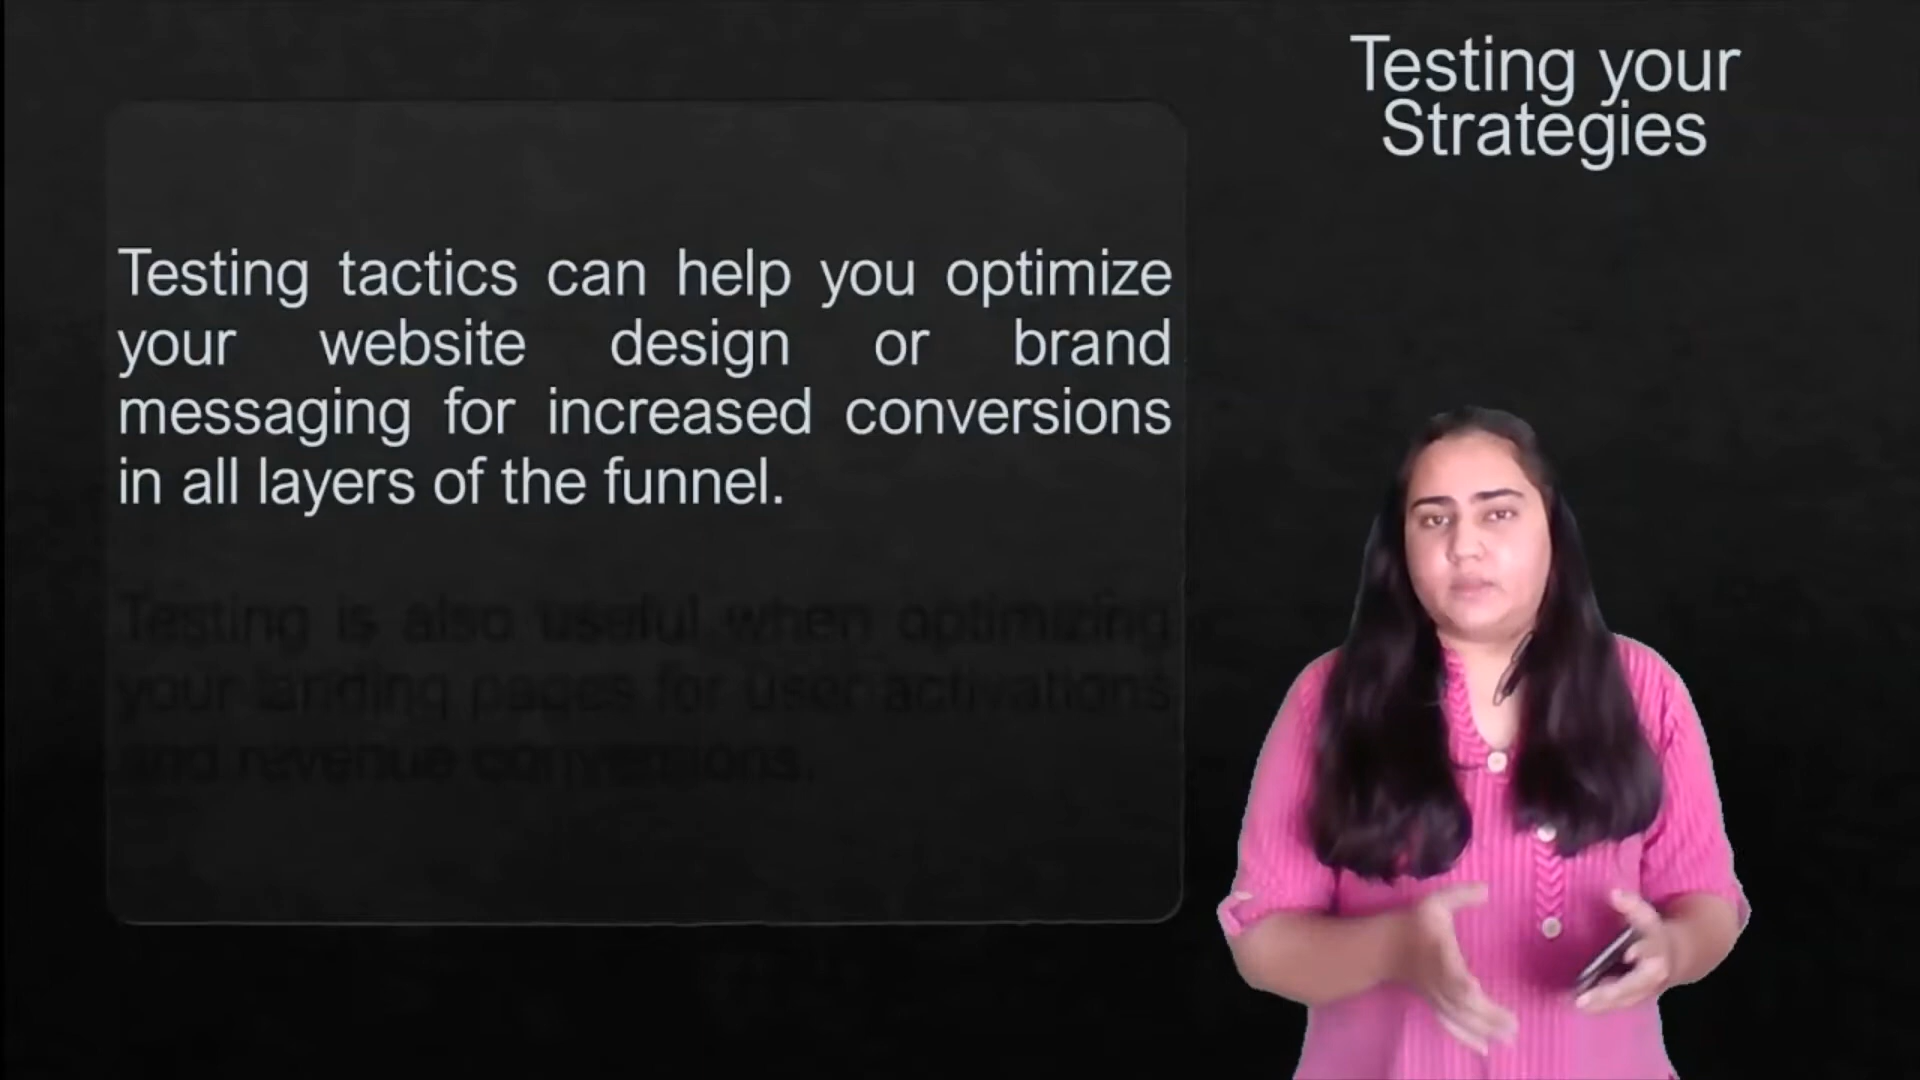 Testing your
Strategies
Testing tactics can help you optimize
your website design or brand
messaging for increased conversions
in all layers of the funnel.
Testing is also useful when optimizing
your landing pages for user activations
and revenue conversions.